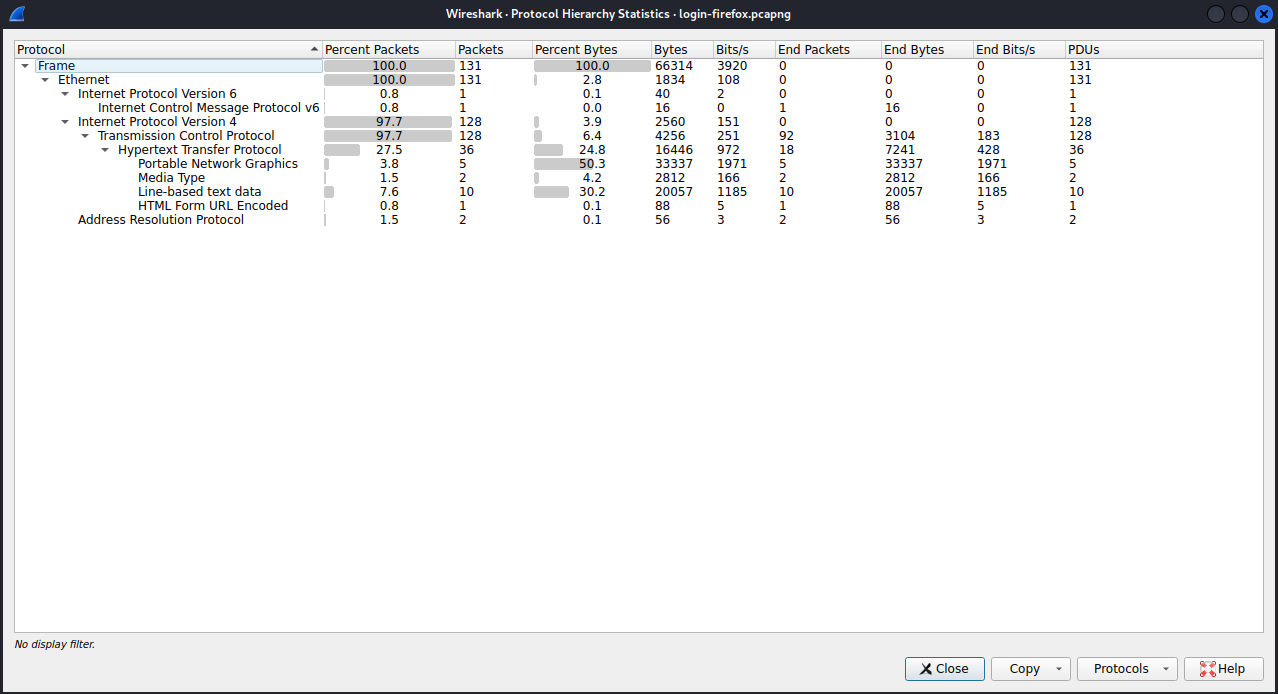 Wireshark · Protocol Hierarchy Statistics · login-firefox.pcapng
Protocol Percent Packets Packets Percent Bytes Bytes Bits/s End Packets End Bytes End Bits/s PDUs
Frame 100.0 131 100.0 66314 3920 0 0 0 131
Ethernet 100.0 131 2.8 1834 108 0 0 0 131
Internet Protocol Version 6 0.8 1 0.1 40 2 0 0 0 1
Internet Control Message Protocol v6 0.8 1 0.0 16 0 1 16 0 1
Internet Protocol Version 4 97.7 128 3.9 2560 151 0 0 0 128
Transmission Control Protocol 97.7 128 6.4 4256 251 92 3104 183 128
Hypertext Transfer Protocol 27.5 36 24.8 16446 972 18 7241 428 36
Portable Network Graphics 3.8 5 50.3 33337 1971 5 33337 1971 5
Media Type 1.5 2 4.2 2812 166 2 2812 166 2
Line-based text data 7.6 10 30.2 20057 1185 10 20057 1185 10
HTML Form URL Encoded 0.8 1 0.1 88 5 1 88 5 1
Address Resolution Protocol 1.5 2 0.1 56 3 2 56 3 2
No display filter.
Close Copy Protocols Help